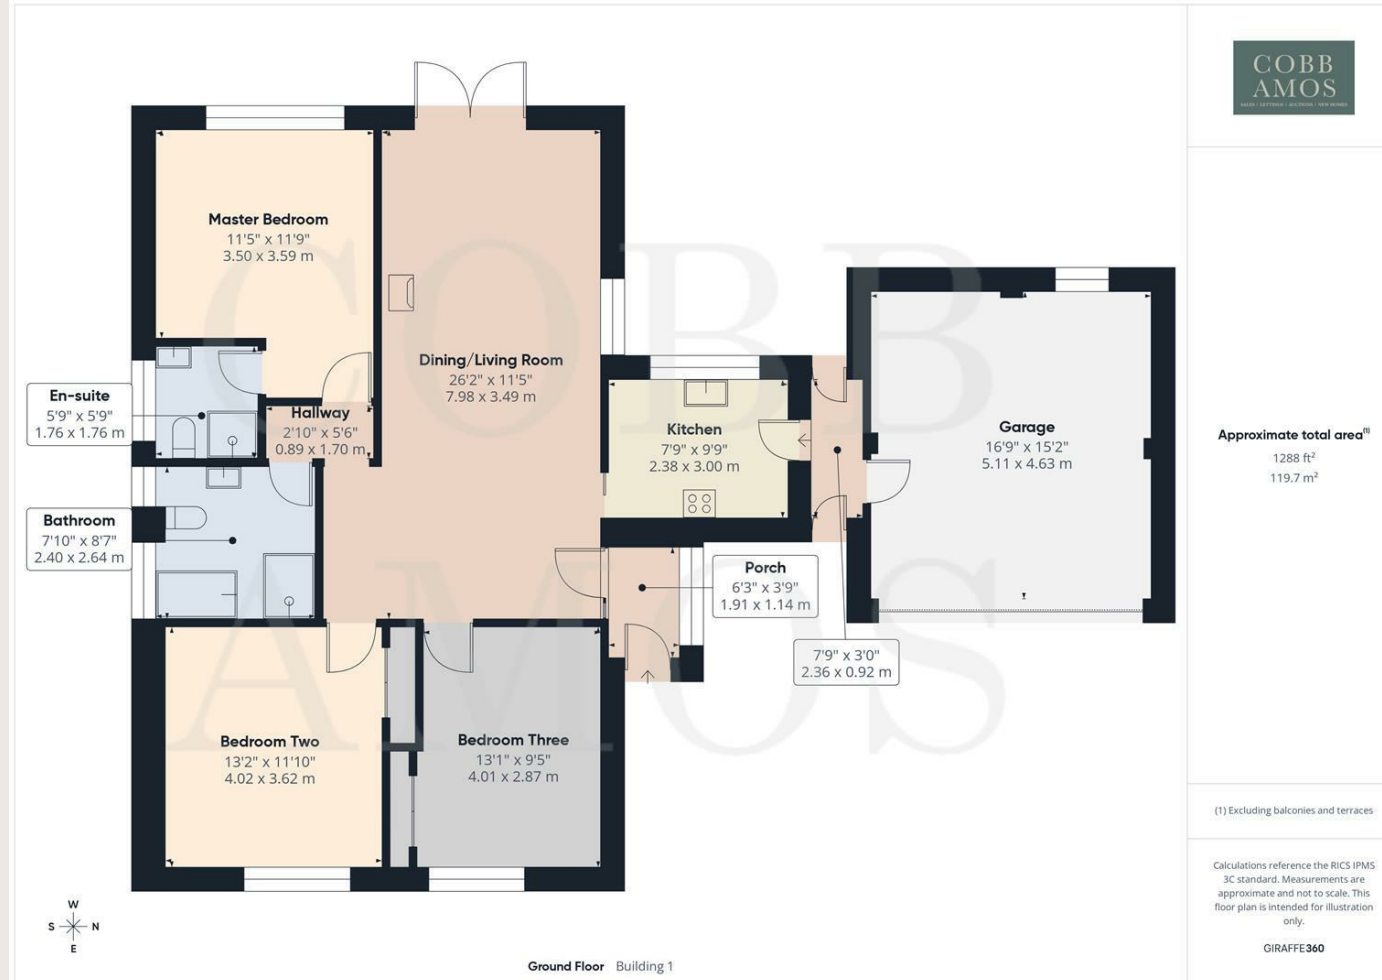 COBB
AMOS
SALES | LETTINGS | AUCTIONS | NEW HOMES
Master Bedroom
11'5" x 11'9"
3.50 x 3.59 m
Dining/Living Room
26'2" x 11'5"
7.98 x 3.49 m
En-suite
5'9" x 5'9"
1.76 x 1.76 m
Hallway
2'10" x 5'6"
0.89 x 1.70 m
Kitchen
7'9" x 9'9"
2.38 x 3.00 m
Garage
16'9" x 15'2"
5.11 x 4.63 m
Bathroom
7'10" x 8'7"
2.40 x 2.64 m
Porch
6'3" x 3'9"
1.91 x 1.14 m
7'9" x 3'0"
2.36 x 0.92 m
Bedroom Two
13'2" x 11'10"
4.02 x 3.62 m
Bedroom Three
13'1" x 9'5"
4.01 x 2.87 m
COBB
AMOS
Approximate total area⁽¹⁾
1288 ft²
119.7 m²
(1) Excluding balconies and terraces
Calculations reference the RICS IPMS
3C standard. Measurements are
approximate and not to scale. This
floor plan is intended for illustration
only.
GIRAFFE360
W
S N
E
Ground Floor Building 1